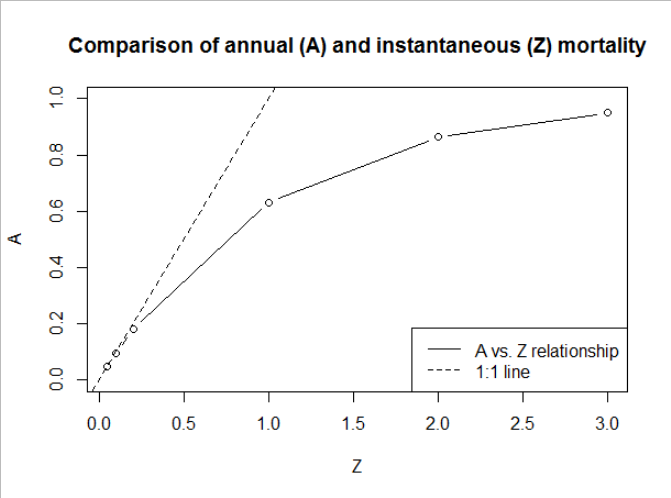 Comparison of annual (A) and instantaneous (Z) mortality
1.0
0.8
0.6
0.4
0.2
0.0
A
A vs. Z relationship
1:1 line
0.0 0.5 1.0 1.5 2.0 2.5 3.0
Z